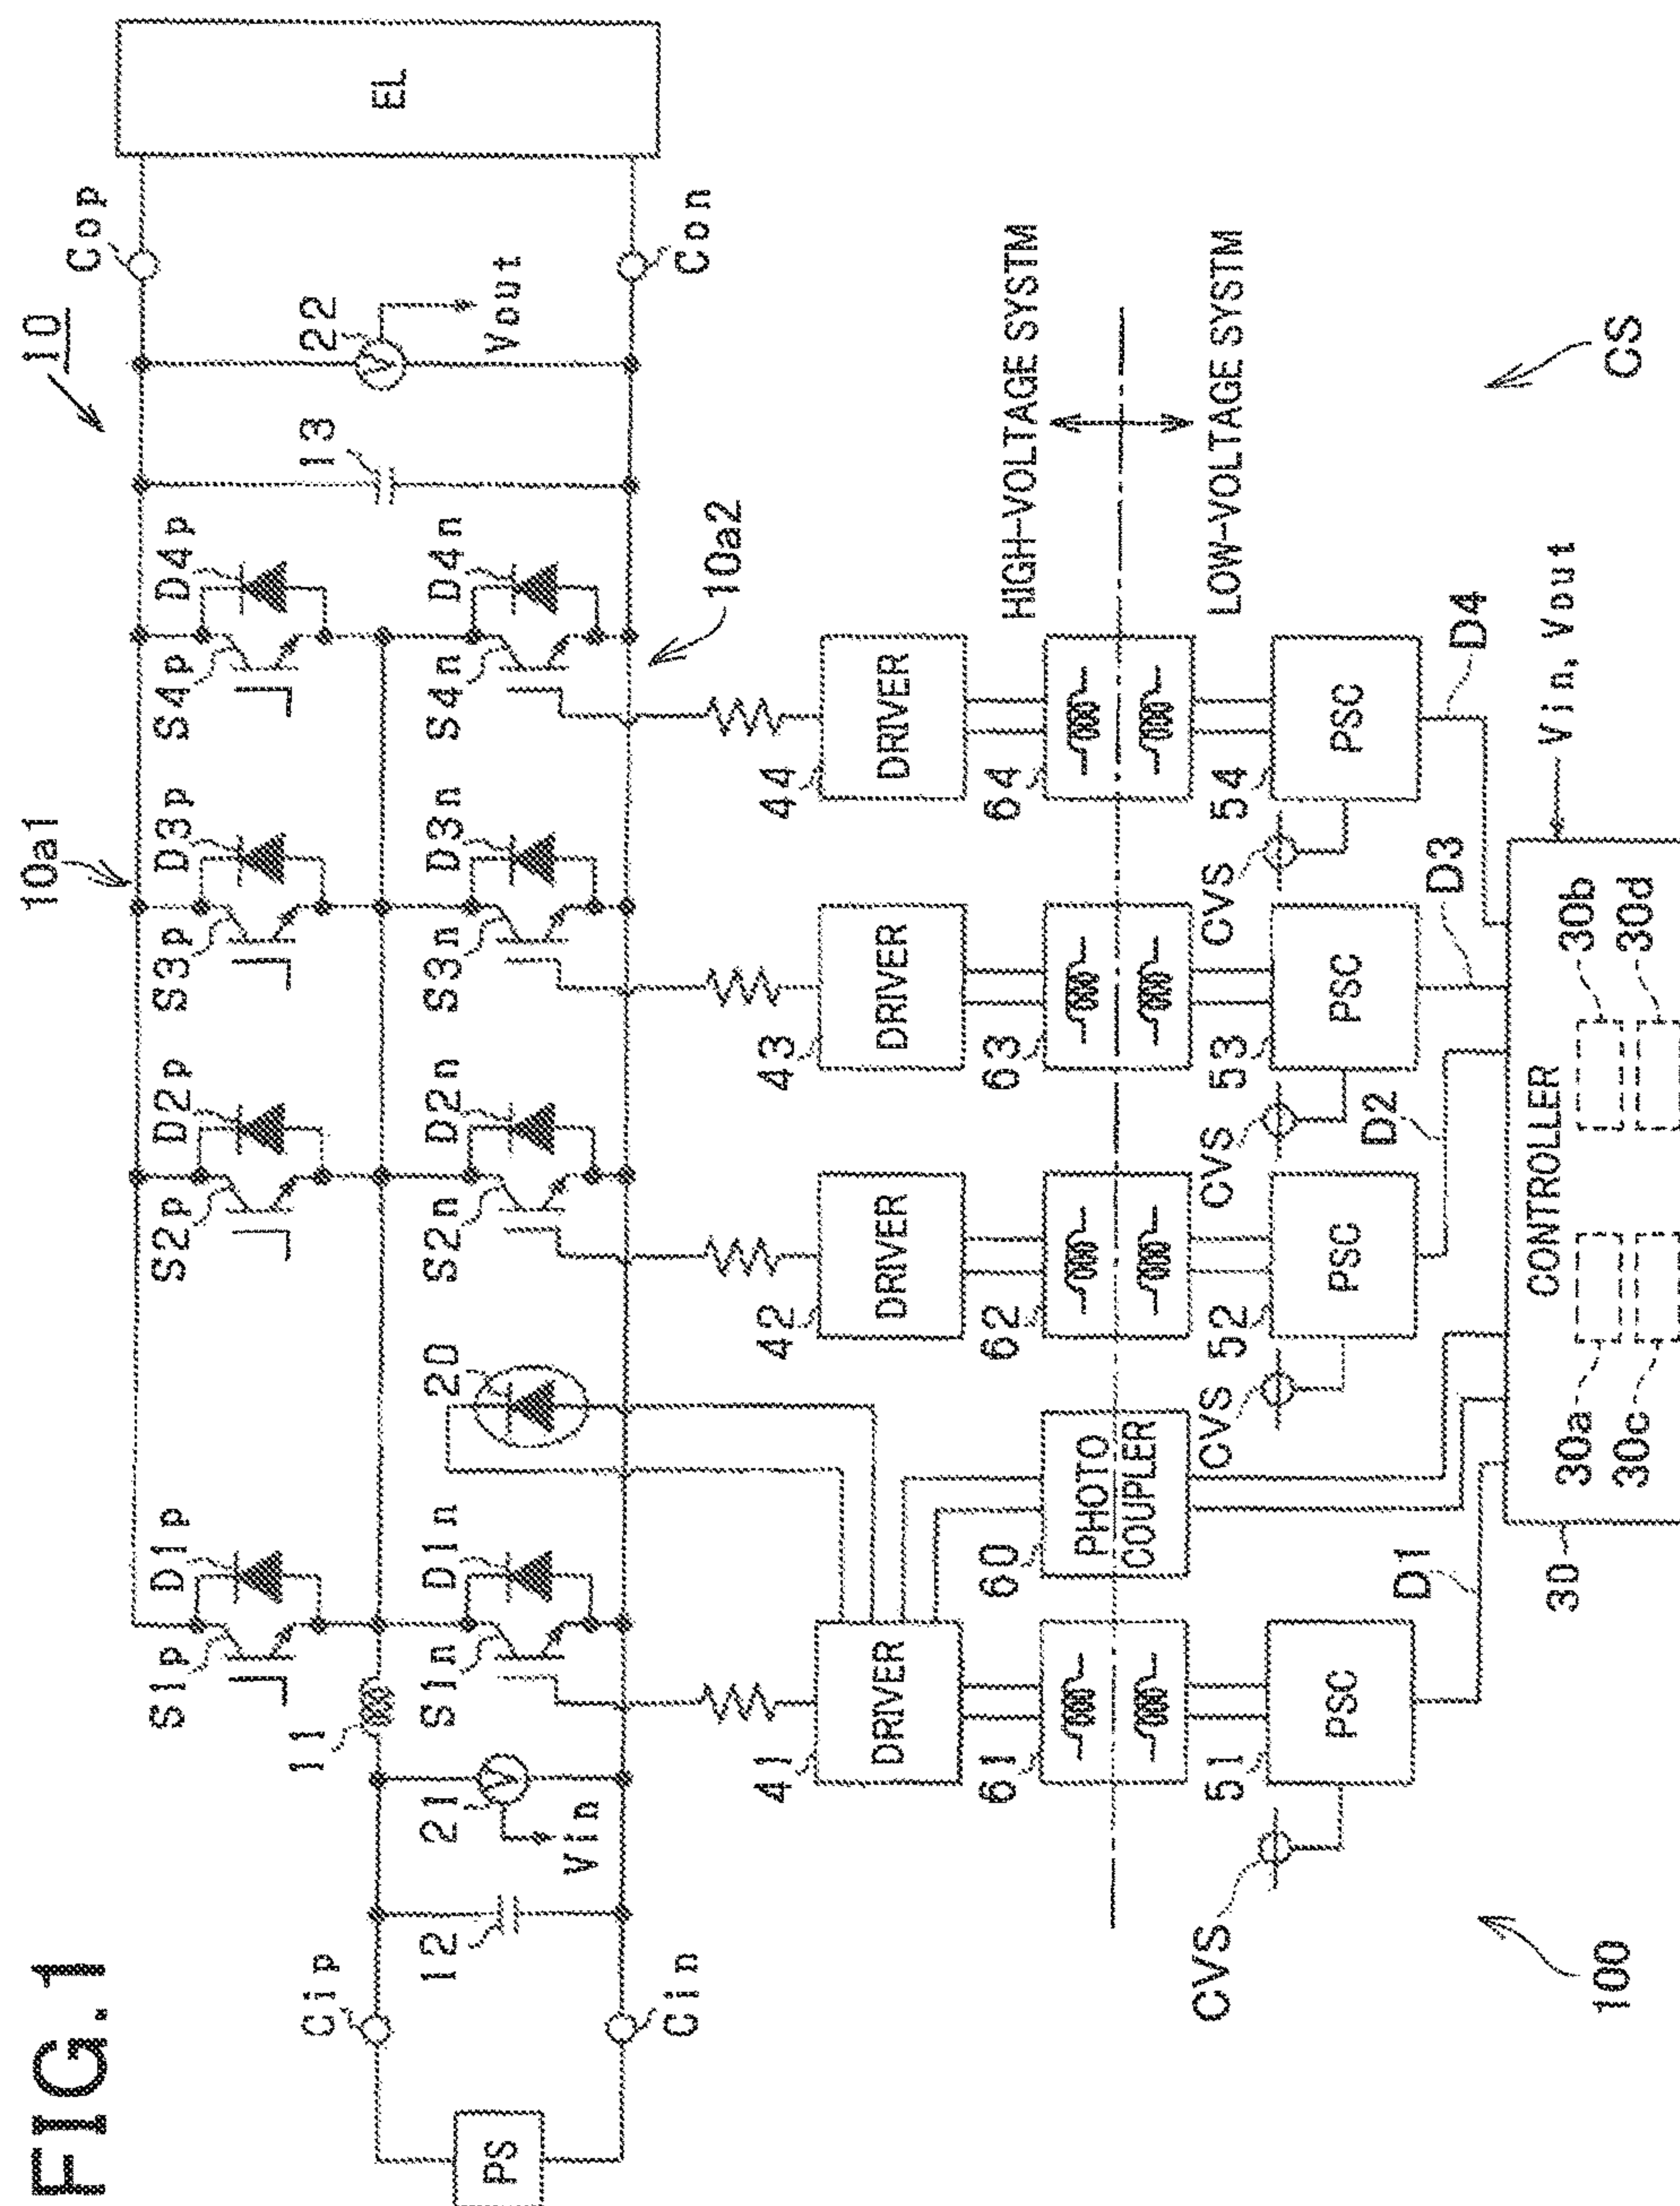 FIG.1
10
10a1
Cop
EL
S1p
D1p
S2p
D2p
S3p
D3p
S4p
D4p
13
22
Vout
Cip
11
PS
12
21
Vin
S1n
D1n
20
S2n
D2n
S3n
D3n
S4n
D4n
Con
Cin
10a2
41
DRIVER
42
DRIVER
43
DRIVER
44
DRIVER
HIGH-VOLTAGE SYSTM
61
60
PHOTO
COUPLER
62
63
64
LOW-VOLTAGE SYSTM
CVS
51
PSC
CVS
52
PSC
CVS
53
PSC
CVS
54
PSC
D1
D2
D3
D4
CS
100
30
CONTROLLER
Vin, Vout
30a
30b
30c
30d